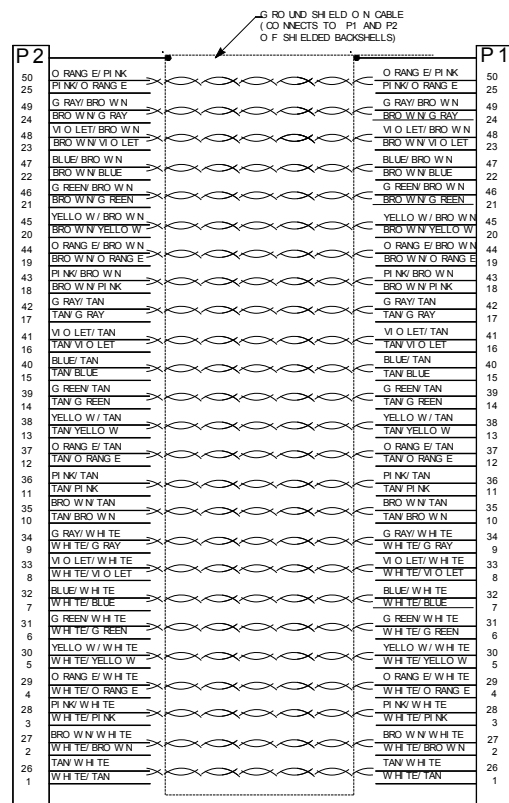 GROUND SHIELD ON CABLE
(CONNECTS TO P1 AND P2
OF SHIELDED BACKSHELLS)
P2 P1
50 ORANGE/PINK ORANGE/PINK 50
25 PINK/ORANGE PINK/ORANGE 25
49 GRAY/BROWN GRAY/BROWN 49
24 BROWN/GRAY BROWN/GRAY 24
48 VIOLET/BROWN VIOLET/BROWN 48
23 BROWN/VIOLET BROWN/VIOLET 23
47 BLUE/BROWN BLUE/BROWN 47
22 BROWN/BLUE BROWN/BLUE 22
46 GREEN/BROWN GREEN/BROWN 46
21 BROWN/GREEN BROWN/GREEN 21
45 YELLOW/BROWN YELLOW/BROWN 45
20 BROWN/YELLOW BROWN/YELLOW 20
44 ORANGE/BROWN ORANGE/BROWN 44
19 BROWN/ORANGE BROWN/ORANGE 19
43 PINK/BROWN PINK/BROWN 43
18 BROWN/PINK BROWN/PINK 18
42 GRAY/TAN GRAY/TAN 42
17 TAN/GRAY TAN/GRAY 17
41 VIOLET/TAN VIOLET/TAN 41
16 TAN/VIOLET TAN/VIOLET 16
40 BLUE/TAN BLUE/TAN 40
15 TAN/BLUE TAN/BLUE 15
39 GREEN/TAN GREEN/TAN 39
14 TAN/GREEN TAN/GREEN 14
38 YELLOW/TAN YELLOW/TAN 38
13 TAN/YELLOW TAN/YELLOW 13
37 ORANGE/TAN ORANGE/TAN 37
12 TAN/ORANGE TAN/ORANGE 12
36 PINK/TAN PINK/TAN 36
11 TAN/PINK TAN/PINK 11
35 BROWN/TAN BROWN/TAN 35
10 TAN/BROWN TAN/BROWN 10
34 GRAY/WHITE GRAY/WHITE 34
9 WHITE/GRAY WHITE/GRAY 9
33 VIOLET/WHITE VIOLET/WHITE 33
8 WHITE/VIOLET WHITE/VIOLET 8
32 BLUE/WHITE BLUE/WHITE 32
7 WHITE/BLUE WHITE/BLUE 7
31 GREEN/WHITE GREEN/WHITE 31
6 WHITE/GREEN WHITE/GREEN 6
30 YELLOW/WHITE YELLOW/WHITE 30
5 WHITE/YELLOW WHITE/YELLOW 5
29 ORANGE/WHITE ORANGE/WHITE 29
4 WHITE/ORANGE WHITE/ORANGE 4
28 PINK/WHITE PINK/WHITE 28
3 WHITE/PINK WHITE/PINK 3
27 BROWN/WHITE BROWN/WHITE 27
2 WHITE/BROWN WHITE/BROWN 2
26 TAN/WHITE TAN/WHITE 26
1 WHITE/TAN WHITE/TAN 1